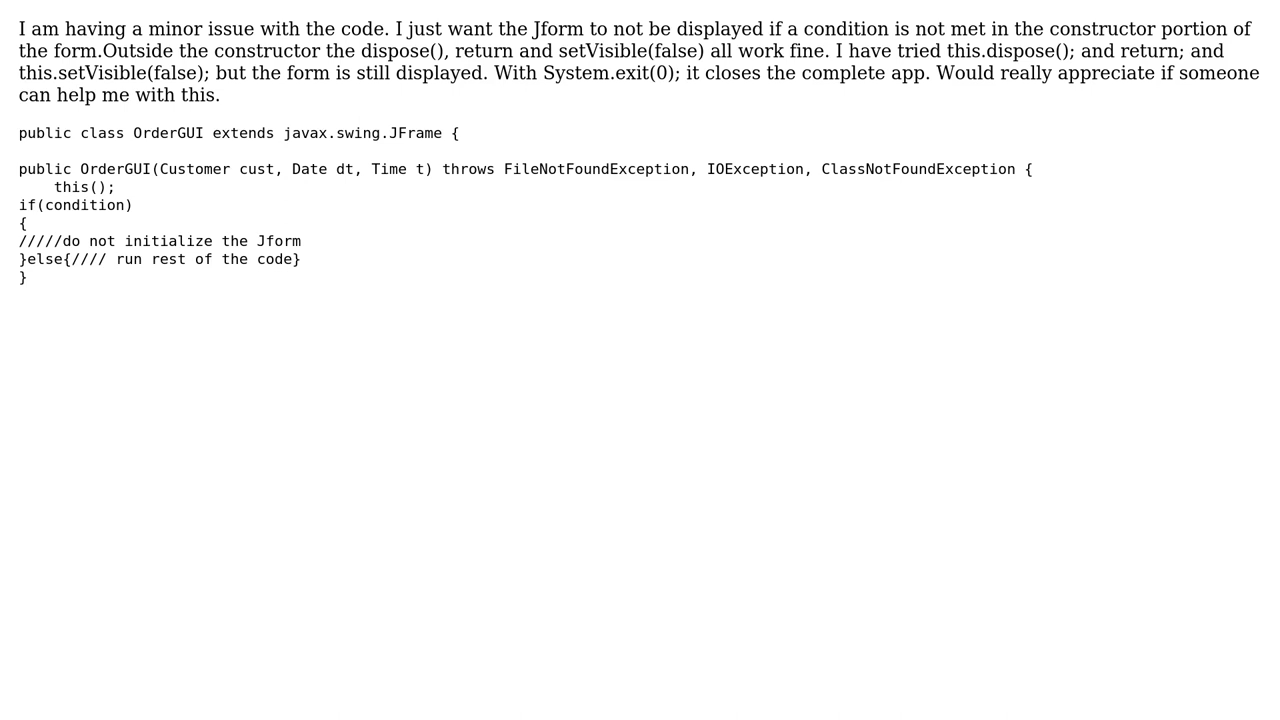 I am having a minor issue with the code. I just want the Jform to not be displayed if a condition is not met in the constructor portion of
the form.Outside the constructor the dispose(), return and setVisible(false) all work fine. I have tried this.dispose(); and return; and
this.setVisible(false); but the form is still displayed. With System.exit(0); it closes the complete app. Would really appreciate if someone
can help me with this.
public class OrderGUI extends javax.swing.JFrame {
public OrderGUI(Customer cust, Date dt, Time t) throws FileNotFoundException, IOException, ClassNotFoundException {
    this();
if(condition)
{
/////do not initialize the Jform
}else{//// run rest of the code}
}